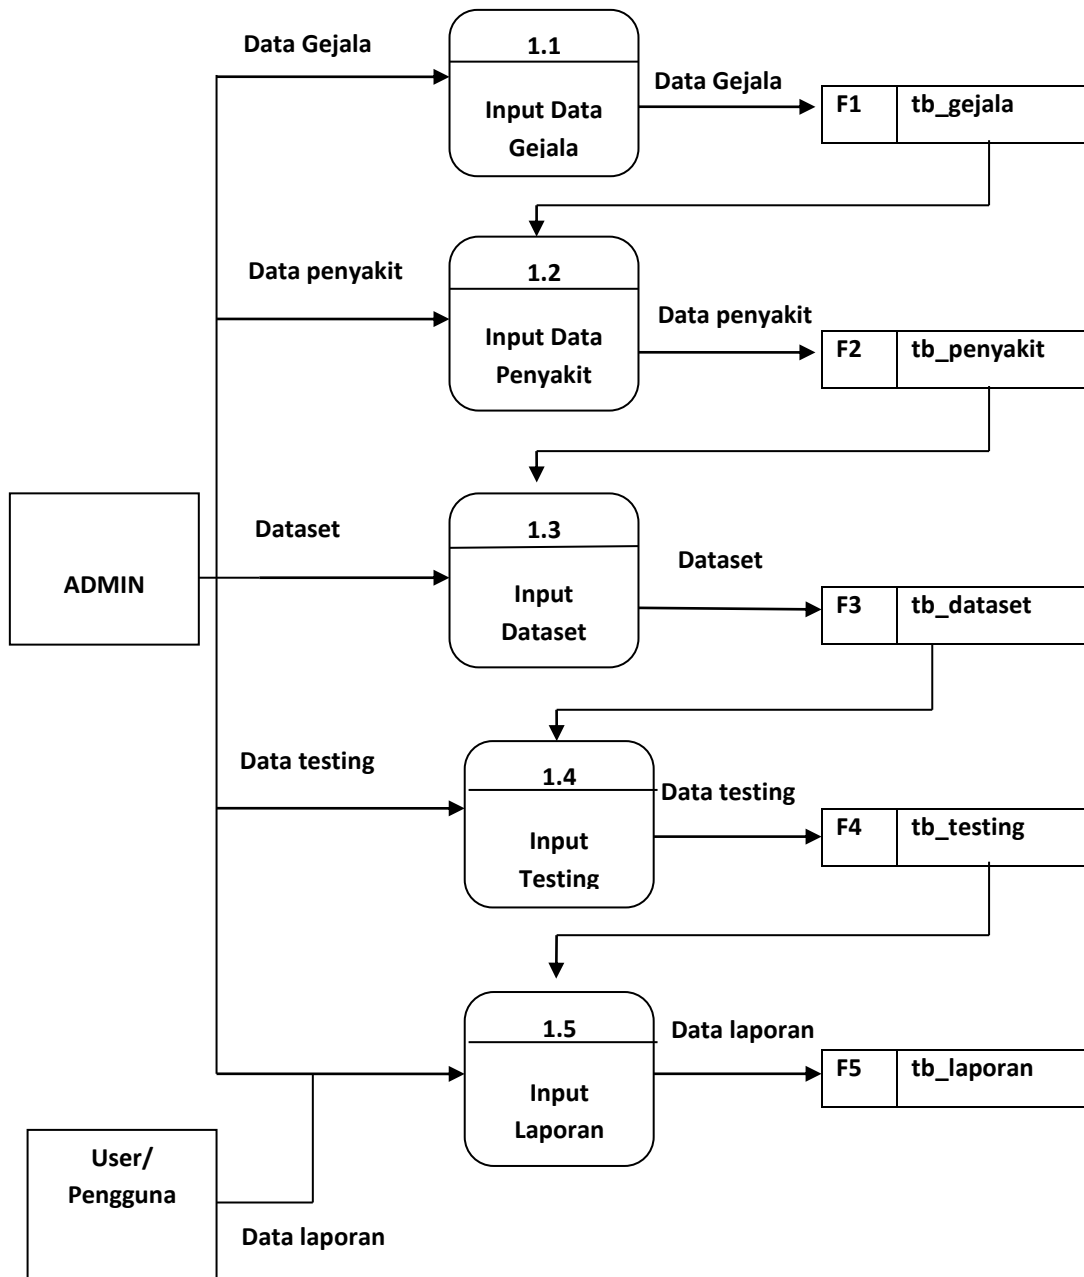 Data Gejala
1.1
Input Data
Gejala
Data Gejala
F1
tb_gejala
Data penyakit
1.2
Input Data
Penyakit
Data penyakit
F2
tb_penyakit
ADMIN
Dataset
1.3
Input
Dataset
Dataset
F3
tb_dataset
Data testing
1.4
Input
Testing
Data testing
F4
tb_testing
1.5
Input
Laporan
Data laporan
F5
tb_laporan
User/
Pengguna
Data laporan